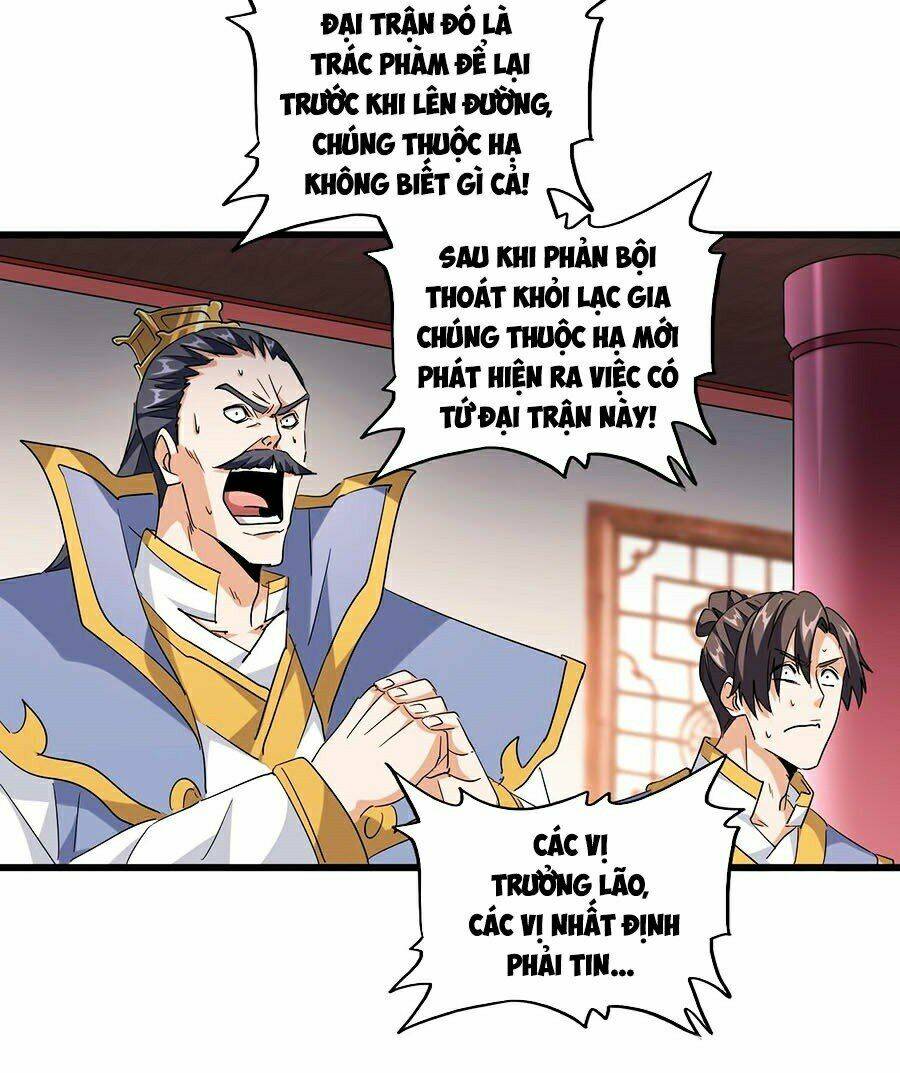 ĐẠI TRẬN ĐÓ LÀ
TRÁC PHÀM ĐỂ LẠI
TRƯỚC KHI LÊN ĐƯỜNG,
CHÚNG THUỘC HẠ
KHÔNG BIẾT GÌ CẢ!
SAU KHI PHẢN BỘI
THOÁT KHỎI LẠC GIA
CHÚNG THUỘC HẠ MỚI
PHÁT HIỆN RA VIỆC CÓ
TỨ ĐẠI TRẬN NÀY!
CÁC VỊ
TRƯỞNG LÃO,
CÁC VỊ NHẤT ĐỊNH
PHẢI TIN...